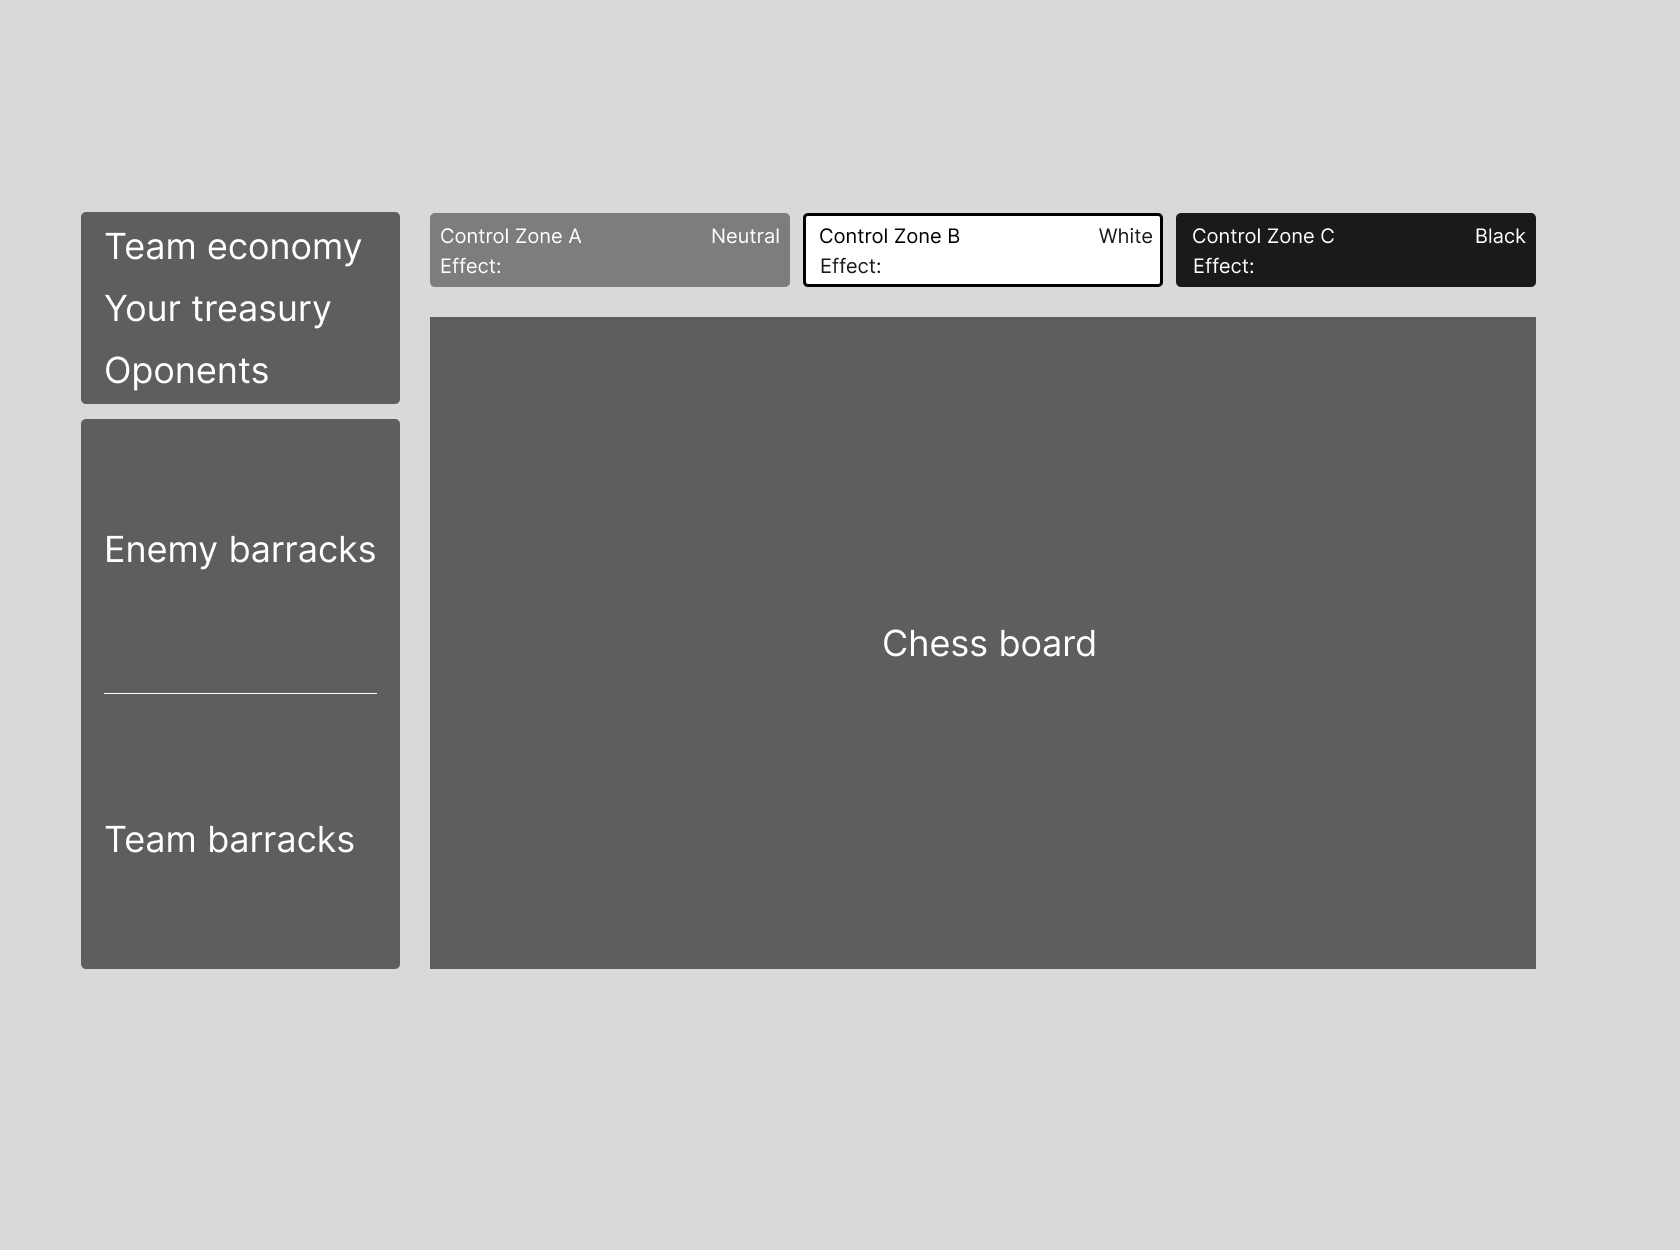 Team economy
Your treasury
Oponents
Enemy barracks
Team barracks
Control Zone A Neutral
Effect:
Control Zone B White
Effect:
Control Zone C Black
Effect:
Chess board